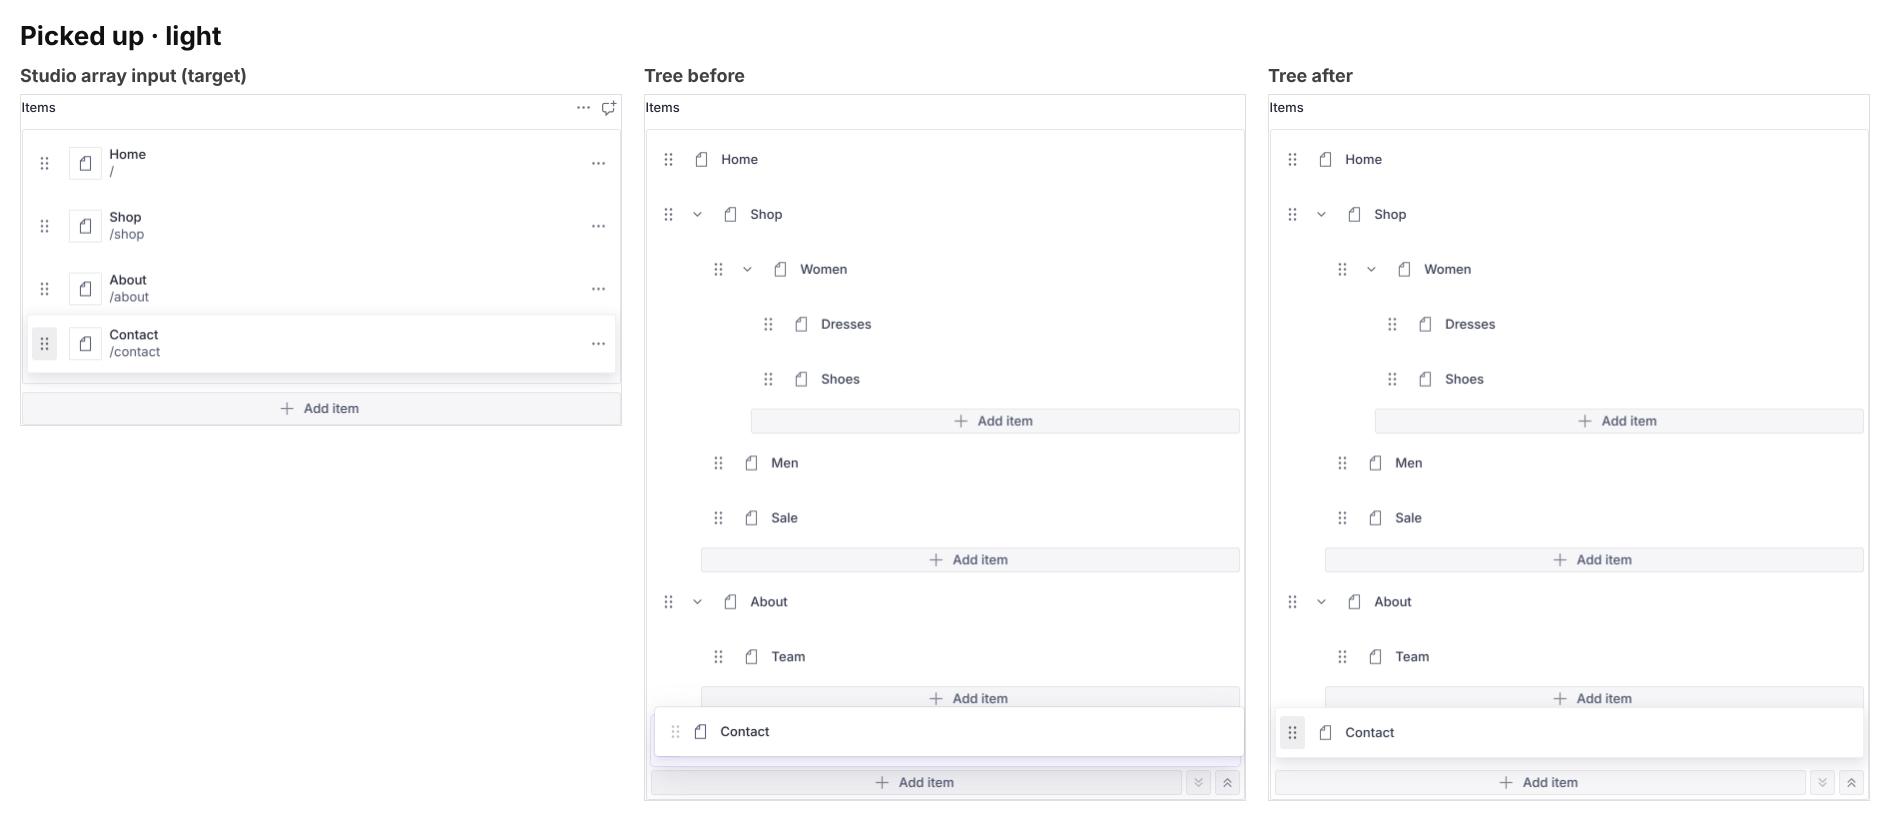 Picked up · light
Studio array input (target)
Items
Home
/
Shop
/shop
About
/about
Contact
/contact
Add item
Tree before
Items
Home
Shop
Women
Dresses
Shoes
Add item
Men
Sale
Add item
About
Team
Add item
Contact
Add item
Tree after
Items
Home
Shop
Women
Dresses
Shoes
Add item
Men
Sale
Add item
About
Team
Add item
Contact
Add item